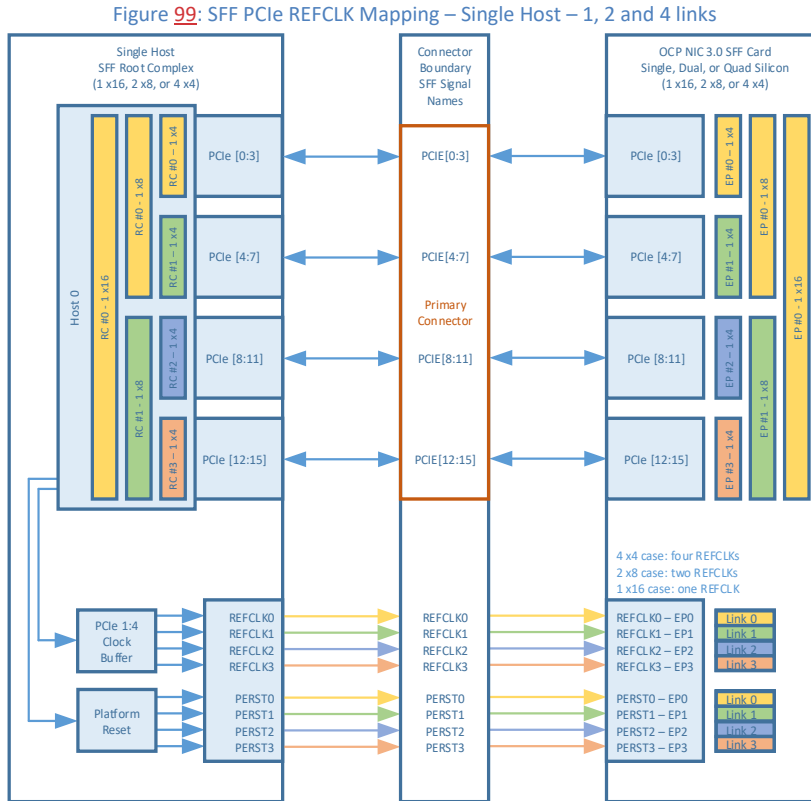 Figure 99: SFF PCIe REFCLK Mapping – Single Host – 1, 2 and 4 links
Single Host
SFF Root Complex
(1 x16, 2 x8, or 4 x4)
Connector
Boundary
SFF Signal
Names
OCP NIC 3.0 SFF Card
Single, Dual, or Quad Silicon
(1 x16, 2 x8, or 4 x4)
Host 0
RC #0 - 1 x16
RC #0 - 1 x8
RC #1 - 1 x8
RC #0 – 1 x4
RC #1 – 1 x4
RC #2 – 1 x4
RC #3 – 1 x4
PCIe [0:3]
PCIe [4:7]
PCIe [8:11]
PCIe [12:15]
PCIE[0:3]
PCIE[4:7]
Primary
Connector
PCIE[8:11]
PCIE[12:15]
PCIe [0:3]
PCIe [4:7]
PCIe [8:11]
PCIe [12:15]
EP #0 – 1 x4
EP #1 – 1 x4
EP #2 – 1 x4
EP #3 – 1 x4
EP #0 - 1 x8
EP #1 - 1 x8
EP #0 - 1 x16
4 x4 case: four REFCLKs
2 x8 case: two REFCLKs
1 x16 case: one REFCLK
PCIe 1:4
Clock
Buffer
Platform
Reset
REFCLK0
REFCLK1
REFCLK2
REFCLK3
PERST0
PERST1
PERST2
PERST3
REFCLK0
REFCLK1
REFCLK2
REFCLK3
PERST0
PERST1
PERST2
PERST3
REFCLK0 – EP0
REFCLK1 – EP1
REFCLK2 – EP2
REFCLK3 – EP3
PERST0 – EP0
PERST1 – EP1
PERST2 – EP2
PERST3 – EP3
Link 0
Link 1
Link 2
Link 3
Link 0
Link 1
Link 2
Link 3